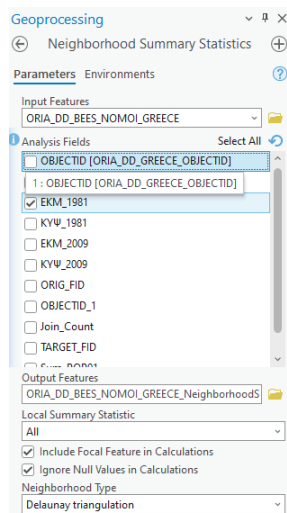 Geoprocessing
Neighborhood Summary Statistics
Parameters Environments
Input Features
ORIA_DD_BEES_NOMOI_GREECE
Analysis Fields Select All
OBJECTID [ORIA_DD_GREECE_OBJECTID]
1 : OBJECTID [ORIA_DD_GREECE_OBJECTID]
EKM_1981
ΚΥΨ_1981
EKM_2009
ΚΥΨ_2009
ORIG_FID
OBJECTID_1
Join_Count
TARGET_FID
Output Features
ORIA_DD_BEES_NOMOI_GREECE_NeighborhoodS
Local Summary Statistic
All
Include Focal Feature in Calculations
Ignore Null Values in Calculations
Neighborhood Type
Delaunay triangulation